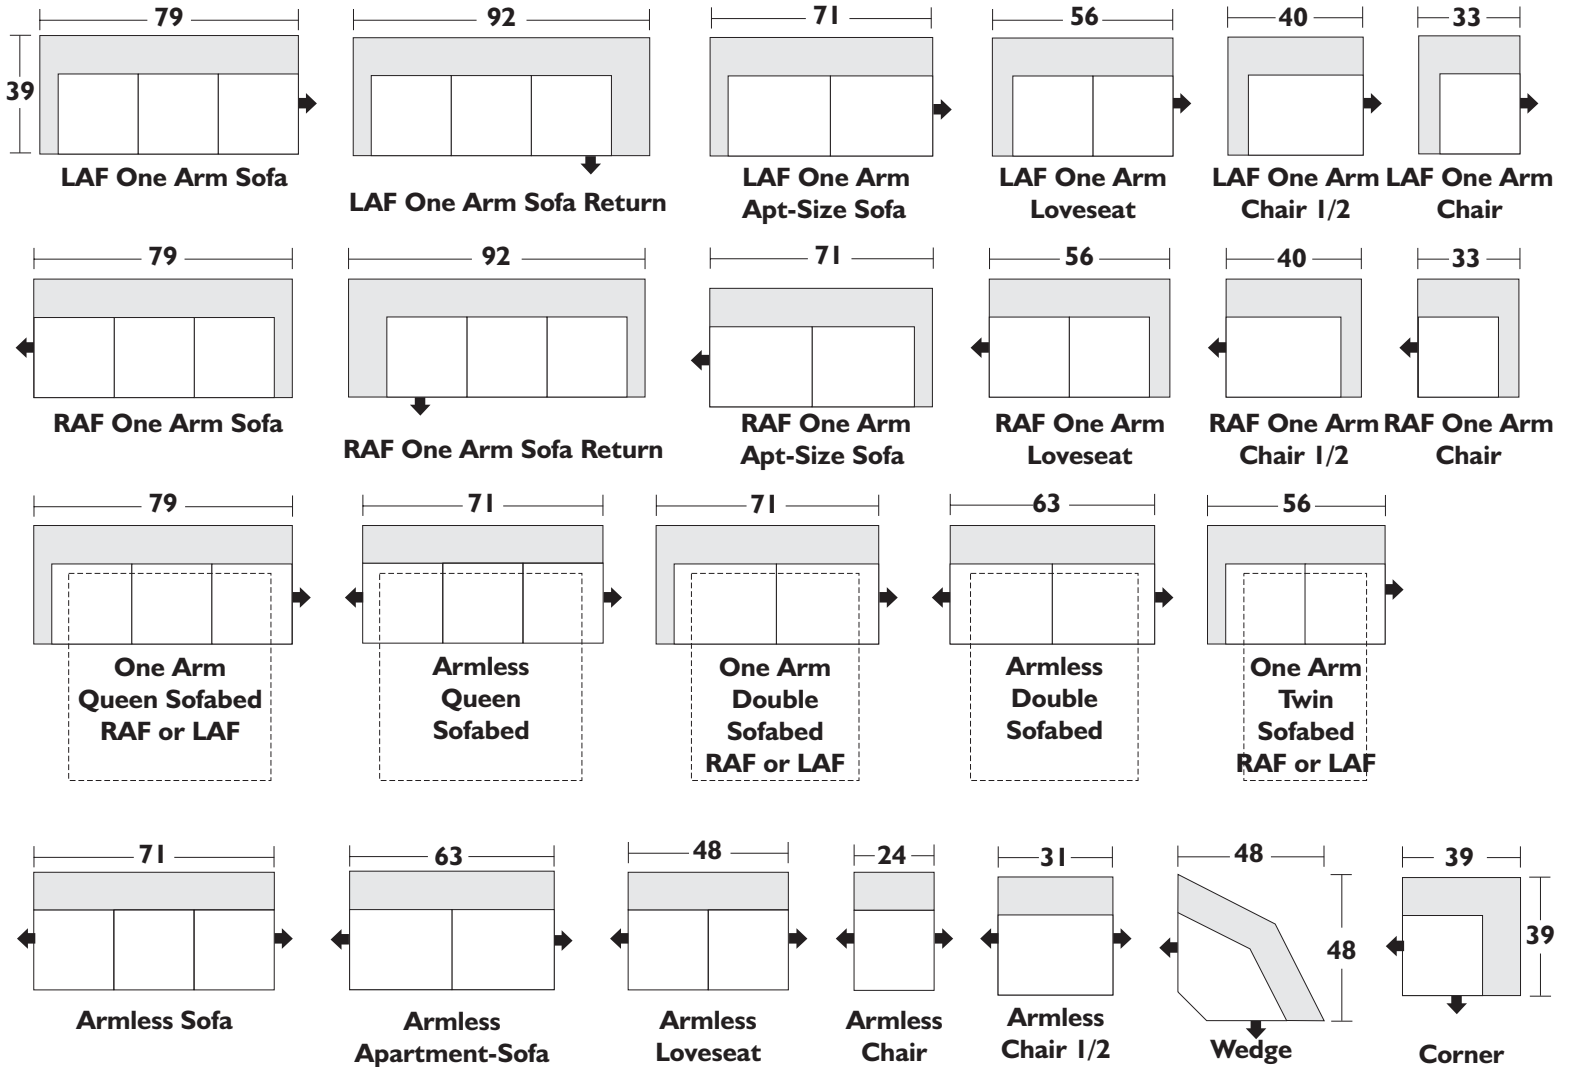 79 92 71 56 40 33
39
LAF One Arm Sofa
LAF One Arm Sofa Return
LAF One Arm
Apt-Size Sofa
LAF One Arm
Loveseat
LAF One Arm
Chair 1/2
LAF One Arm
Chair
79 92 71 56 40 33
RAF One Arm Sofa
RAF One Arm Sofa Return
RAF One Arm
Apt-Size Sofa
RAF One Arm
Loveseat
RAF One Arm
Chair 1/2
RAF One Arm
Chair
79 71 71 63 56
One Arm
Queen Sofabed
RAF or LAF
Armless
Queen
Sofabed
One Arm
Double
Sofabed
RAF or LAF
Armless
Double
Sofabed
One Arm
Twin
Sofabed
RAF or LAF
71 63 48 24 31 48 39
48
39
Armless Sofa
Armless
Apartment-Sofa
Armless
Loveseat
Armless
Chair
Armless
Chair 1/2
Wedge
Corner